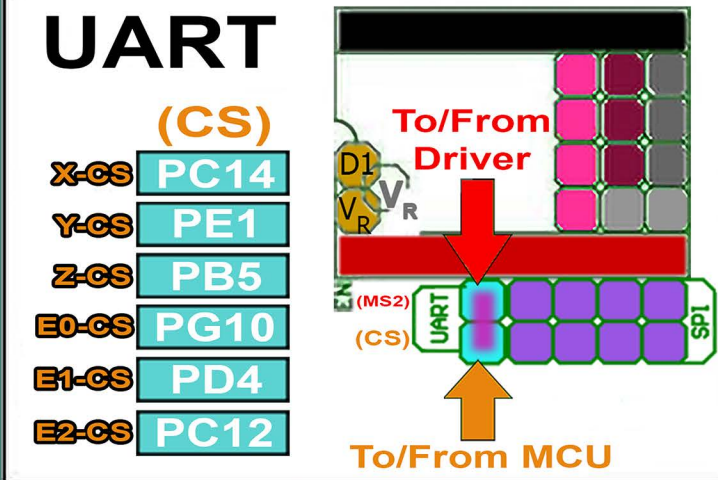 UART
(CS)
X-CS PC14
Y-CS PE1
Z-CS PB5
E0-CS PG10
E1-CS PD4
E2-CS PC12
To/From
Driver
D1
VR
VR
EN
(MS2)
(CS)
UART
SPI
To/From MCU